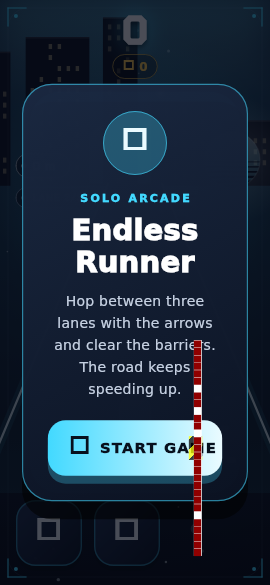 0
0
SOLO ARCADE
Endless
Runner
Hop between three
lanes with the arrows
and clear the barriers.
The road keeps
speeding up.
START GAME